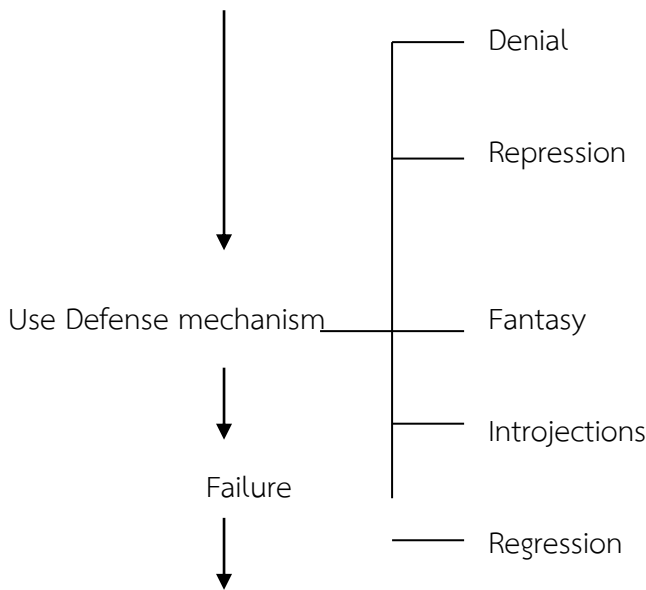 Denial
Repression
Use Defense mechanism
Fantasy
Introjections
Failure
Regression